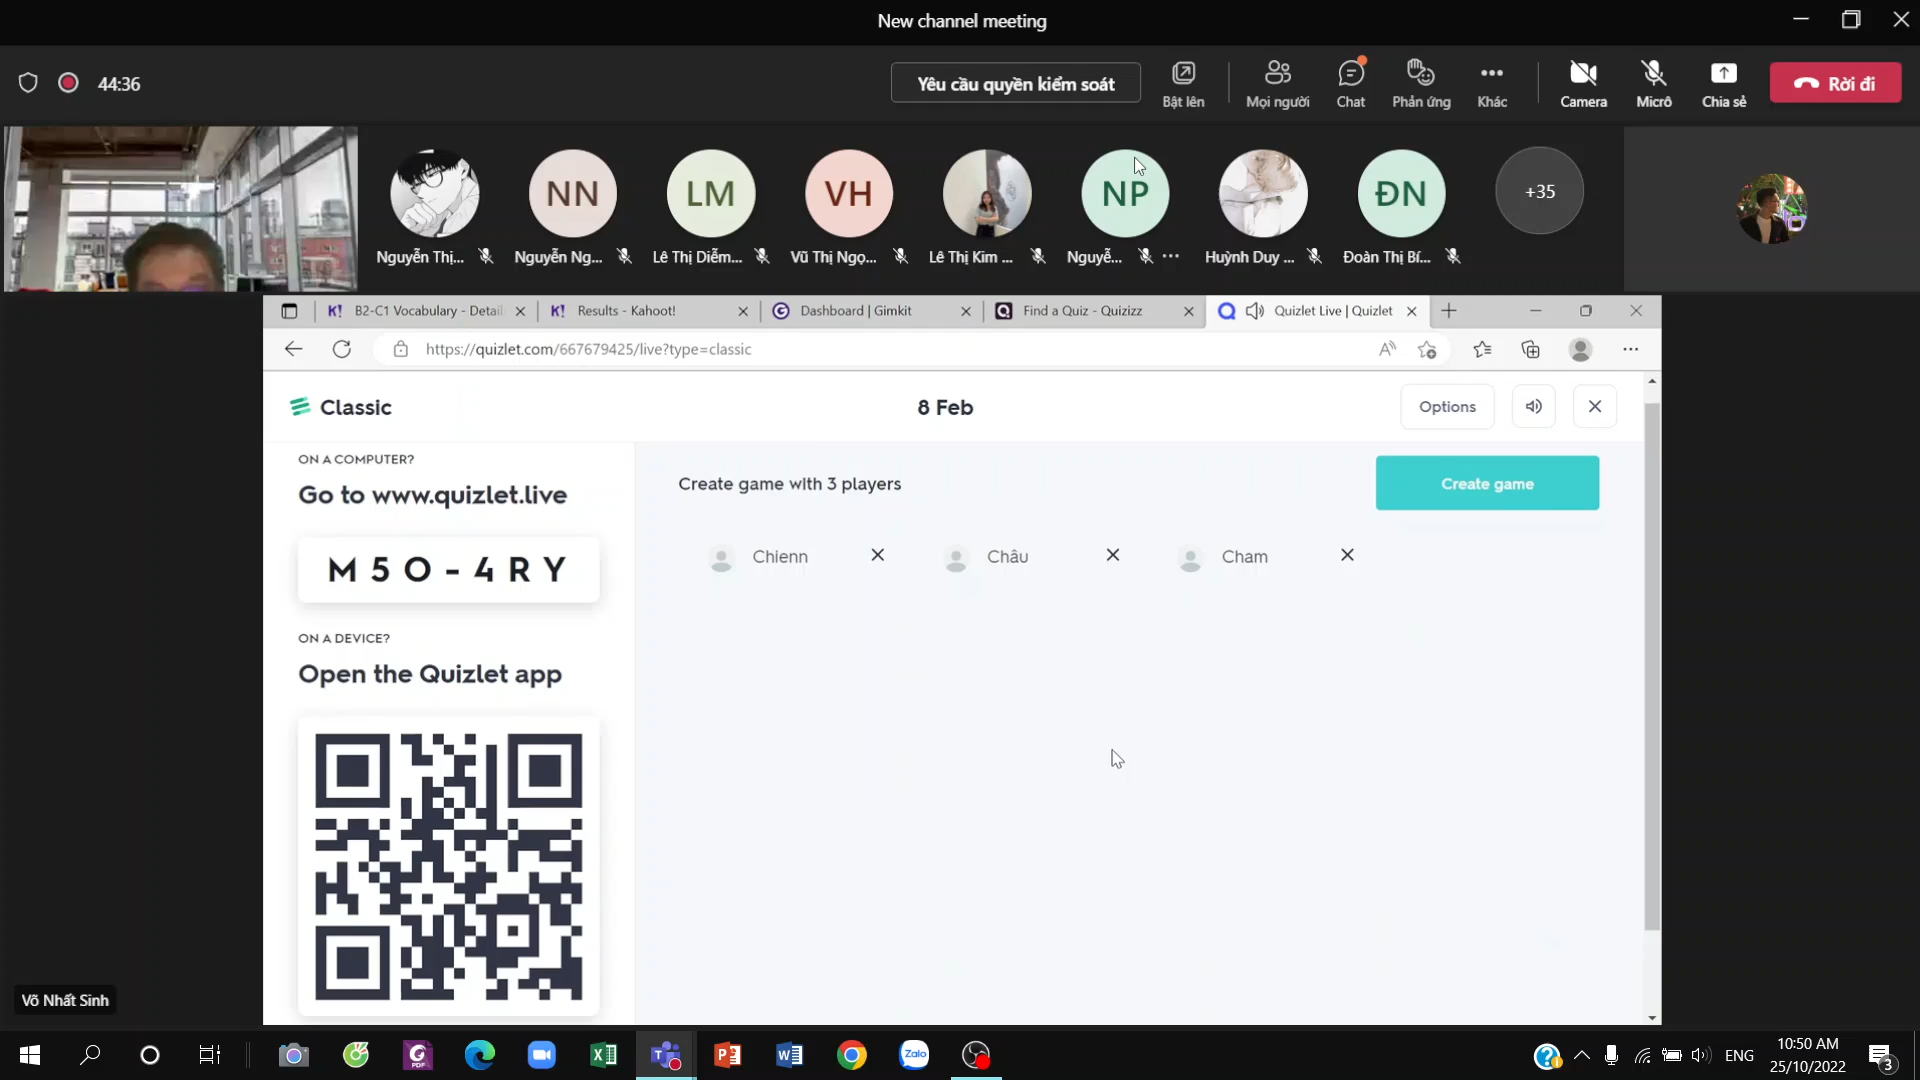 New channel meeting
44:36
Yêu cầu quyền kiểm soát
Bật lên
Mọi người
Chat
Phản ứng
Khác
Camera
Micrô
Chia sẻ
Rời đi
NN
LM
VH
NP
ĐN
+35
Nguyễn Thị...
Nguyễn Ng...
Lê Thị Diễm...
Vũ Thị Ngọ...
Lê Thị Kim ...
Nguyễ...
Huỳnh Duy ...
Đoàn Thị Bí...
B2-C1 Vocabulary - Detail
Results - Kahoot!
Dashboard | Gimkit
Find a Quiz - Quizizz
Quizlet Live | Quizlet
https://quizlet.com/667679425/live?type=classic
Classic
8 Feb
Options
ON A COMPUTER?
Go to www.quizlet.live
M5O-4RY
ON A DEVICE?
Open the Quizlet app
Create game with 3 players
Create game
Chienn
Châu
Cham
Võ Nhất Sinh
PDF
Zalo
ENG
10:50 AM
25/10/2022
3